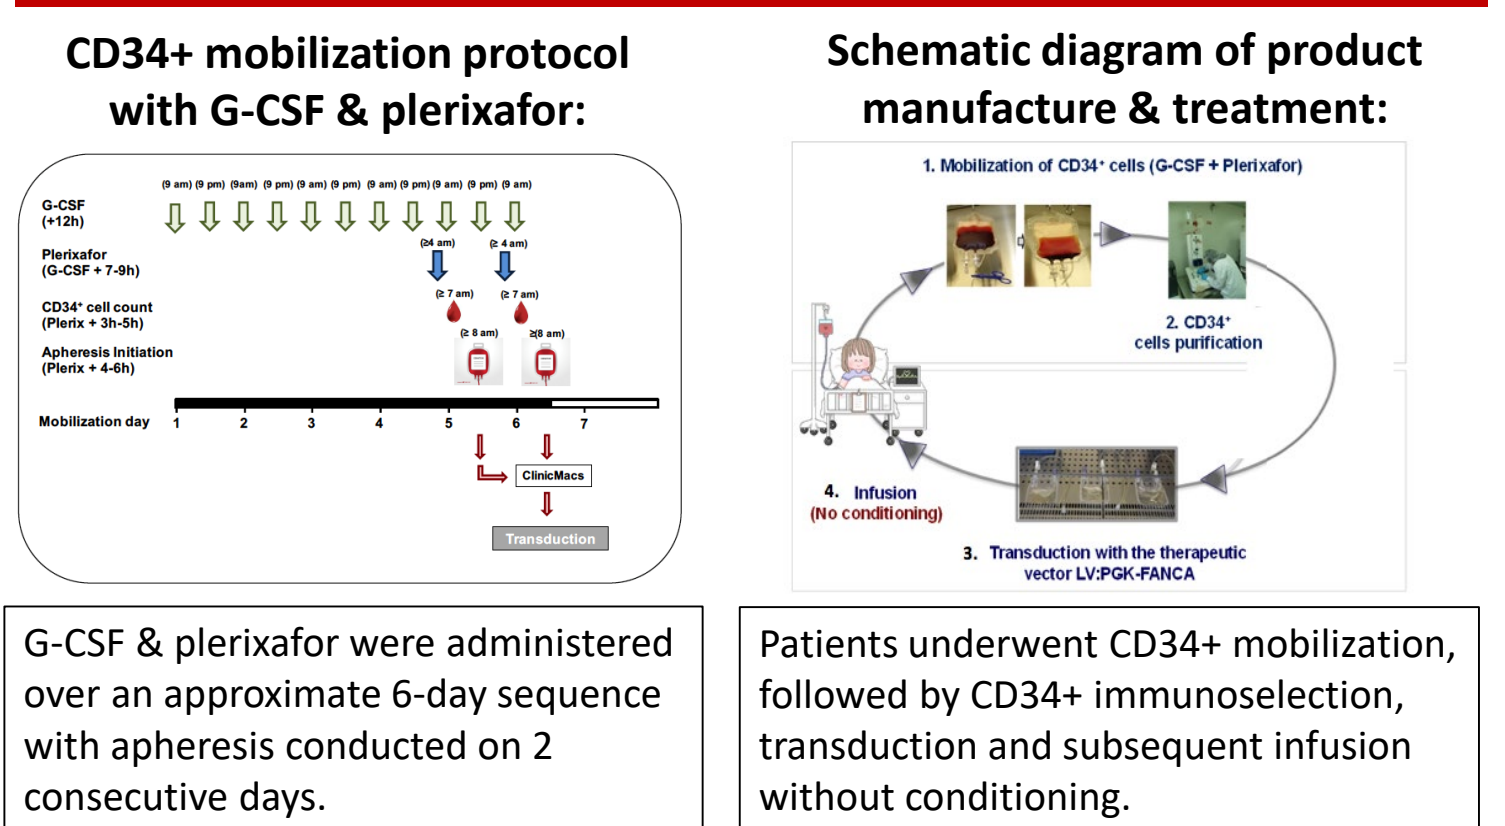 CD34+ mobilization protocol
with G-CSF & plerixafor:
(9 am) (9 pm) (9am) (9 pm) (9 am) (9 pm) (9 am) (9 pm) (9 am) (9 pm) (9 am)
G-CSF
(+12h)
(≥4 am) (≥ 4 am)
Plerixafor
(G-CSF + 7-9h)
(≥ 7 am) (≥ 7 am)
CD34+ cell count
(Plerix + 3h-5h)
(≥ 8 am) ≥(8 am)
Apheresis Initiation
(Plerix + 4-6h)
Mobilization day 1 2 3 4 5 6 7
ClinicMacs
Transduction
G-CSF & plerixafor were administered
over an approximate 6-day sequence
with apheresis conducted on 2
consecutive days.
Schematic diagram of product
manufacture & treatment:
1. Mobilization of CD34+ cells (G-CSF + Plerixafor)
2. CD34+
cells purification
3. Transduction with the therapeutic
vector LV:PGK-FANCA
4. Infusion
(No conditioning)
Patients underwent CD34+ mobilization,
followed by CD34+ immunoselection,
transduction and subsequent infusion
without conditioning.